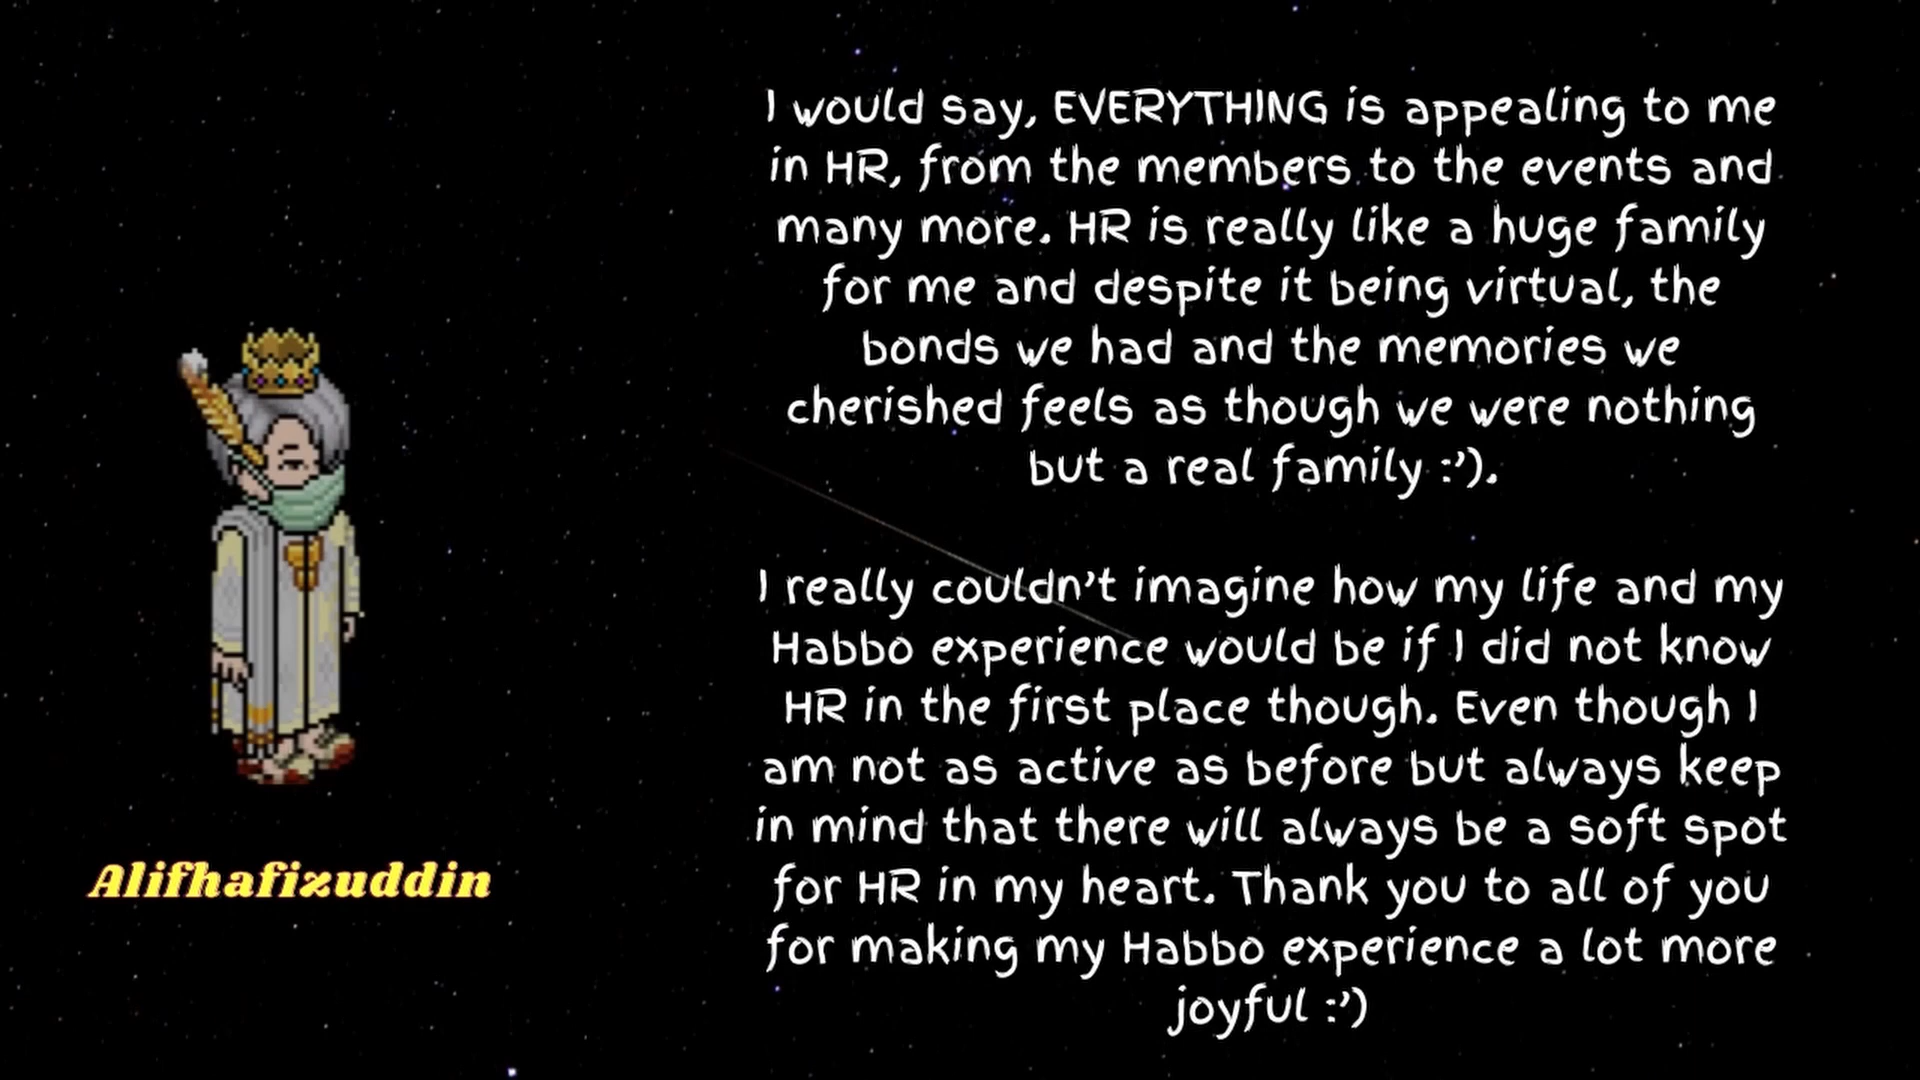 I would say, EVERYTHING is appealing to me
in HR, from the members to the events and
many more. HR is really like a huge family
for me and despite it being virtual, the
bonds we had and the memories we
cherished feels as though we were nothing
but a real family :').
I really couldn't imagine how my life and my
Habbo experience would be if I did not know
HR in the first place though. Even though I
am not as active as before but always keep
in mind that there will always be a soft spot
for HR in my heart. Thank you to all of you
for making my Habbo experience a lot more
joyful :')
Alifhafizuddin